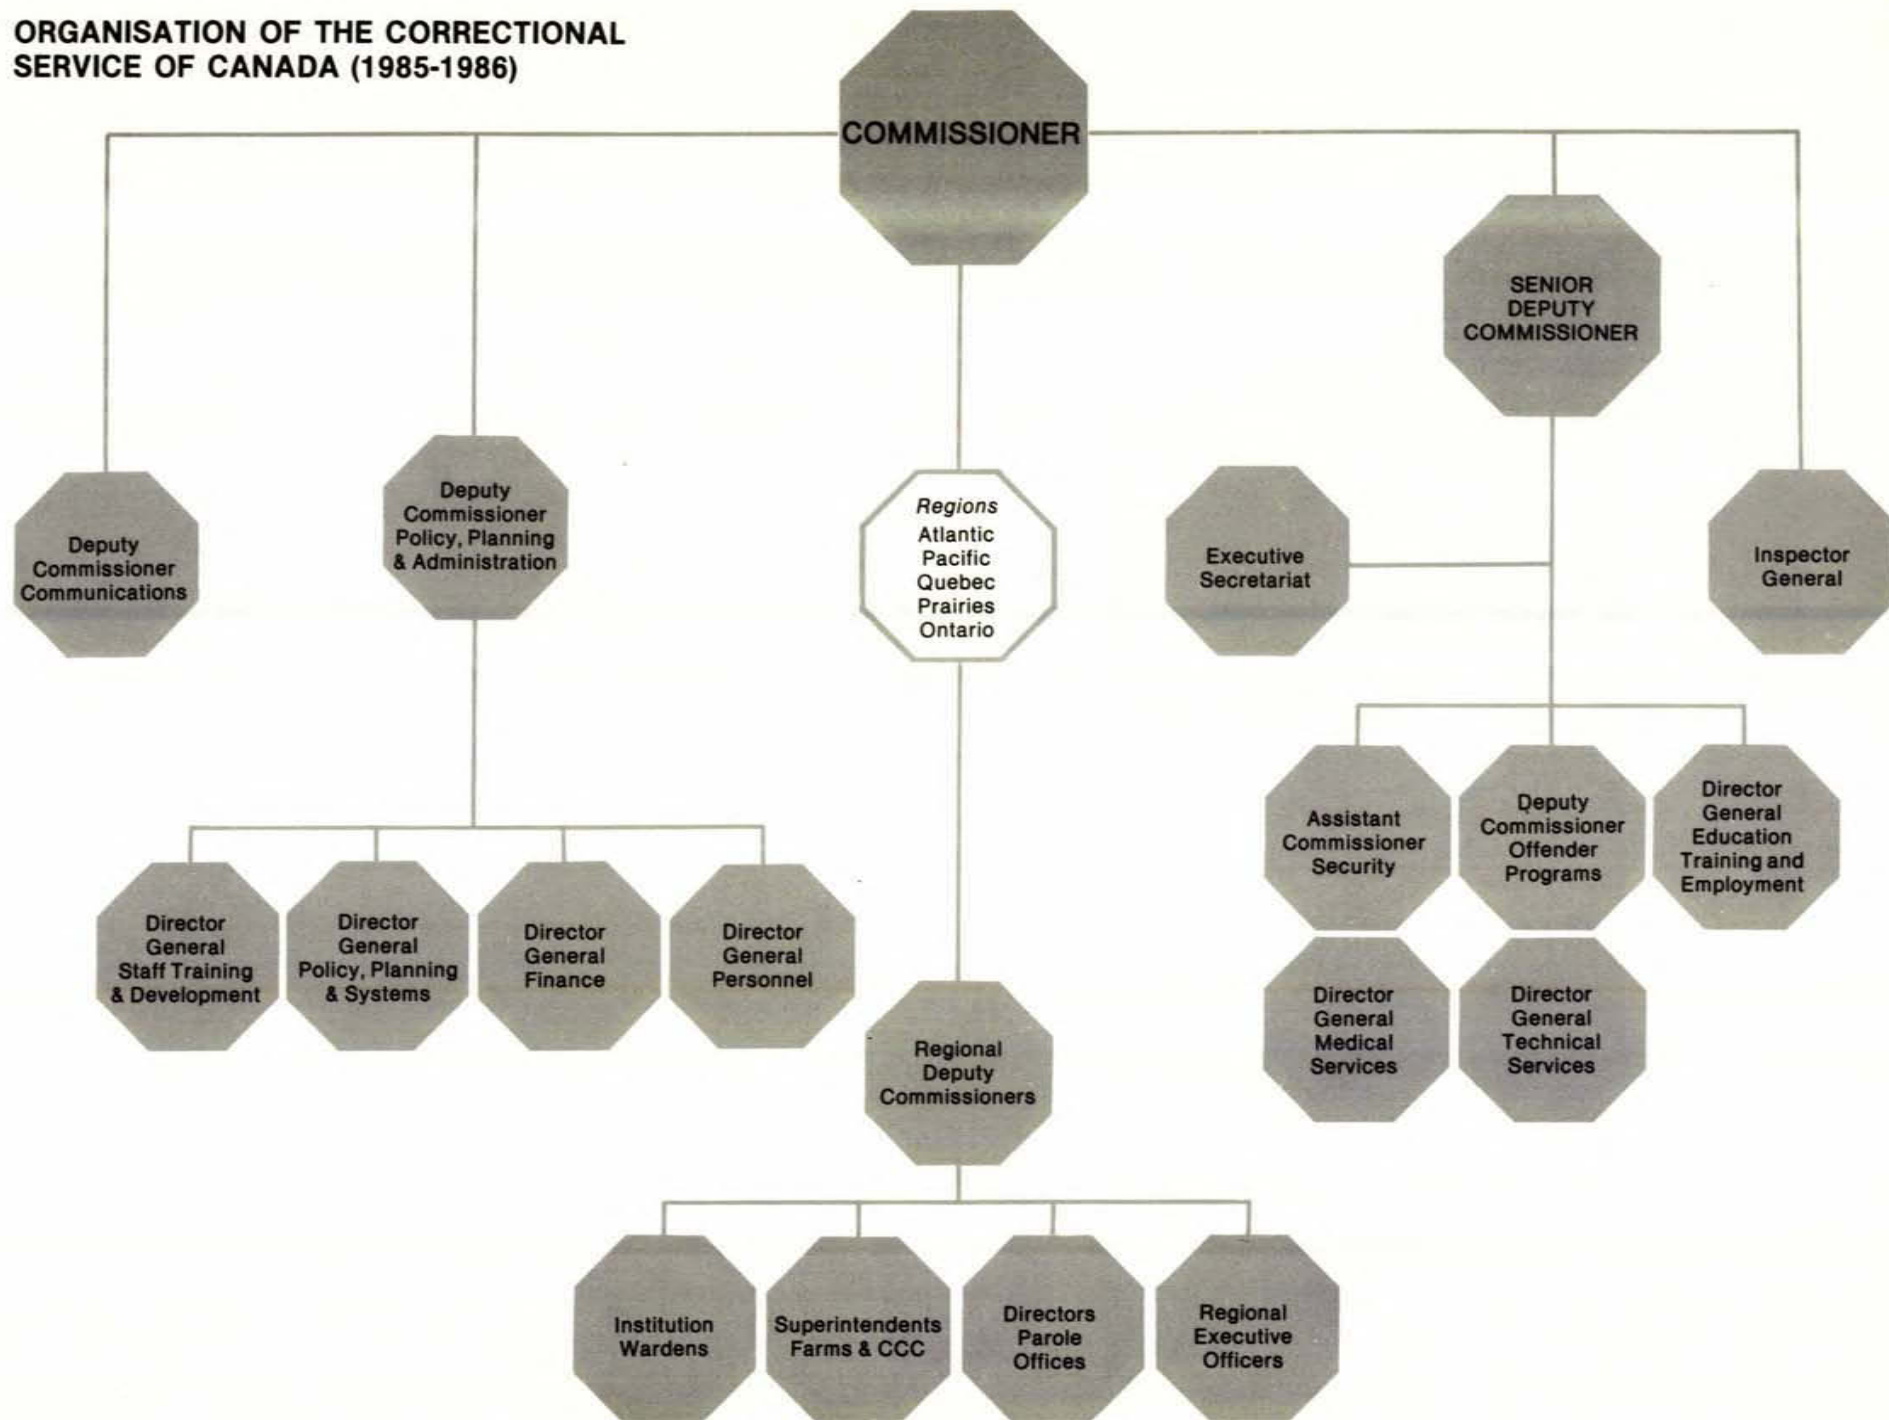 ORGANISATION OF THE CORRECTIONAL
SERVICE OF CANADA (1985-1986)
COMMISSIONER
SENIOR
DEPUTY
COMMISSIONER
Deputy
Commissioner
Communications
Deputy
Commissioner
Policy, Planning
& Administration
Regions
Atlantic
Pacific
Quebec
Prairies
Ontario
Executive
Secretariat
Inspector
General
Assistant
Commissioner
Security
Deputy
Commissioner
Offender
Programs
Director
General
Education
Training and
Employment
Director
General
Staff Training
& Development
Director
General
Policy, Planning
& Systems
Director
General
Finance
Director
General
Personnel
Director
General
Medical
Services
Director
General
Technical
Services
Regional
Deputy
Commissioners
Institution
Wardens
Superintendents
Farms & CCC
Directors
Parole
Offices
Regional
Executive
Officers